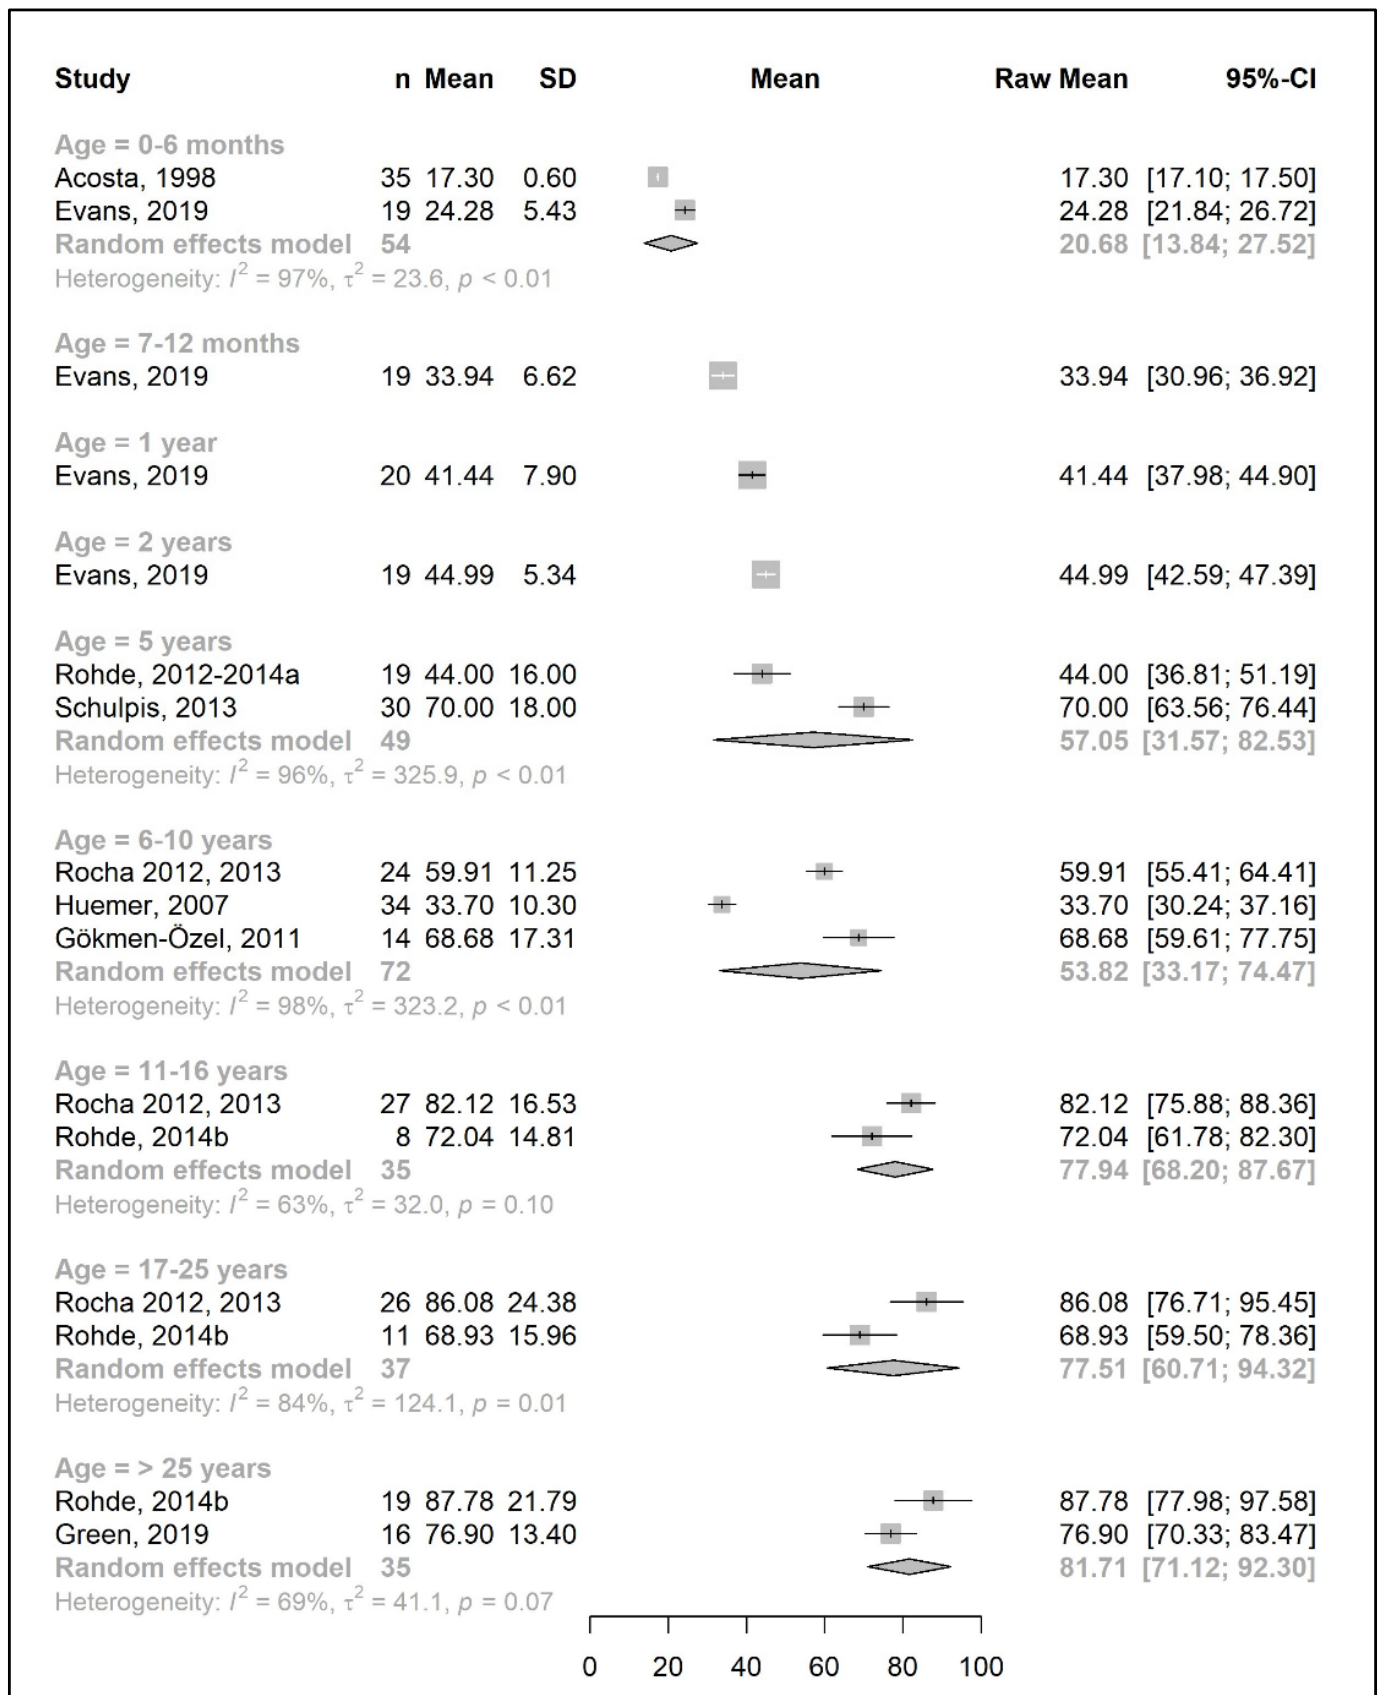 Study n Mean SD Mean Raw Mean 95%-CI
Age = 0-6 months
Acosta, 1998 35 17.30 0.60 17.30 [17.10; 17.50]
Evans, 2019 19 24.28 5.43 24.28 [21.84; 26.72]
Random effects model 54 20.68 [13.84; 27.52]
Heterogeneity: I² = 97%, τ² = 23.6, p < 0.01
Age = 7-12 months
Evans, 2019 19 33.94 6.62 33.94 [30.96; 36.92]
Age = 1 year
Evans, 2019 20 41.44 7.90 41.44 [37.98; 44.90]
Age = 2 years
Evans, 2019 19 44.99 5.34 44.99 [42.59; 47.39]
Age = 5 years
Rohde, 2012-2014a 19 44.00 16.00 44.00 [36.81; 51.19]
Schulpis, 2013 30 70.00 18.00 70.00 [63.56; 76.44]
Random effects model 49 57.05 [31.57; 82.53]
Heterogeneity: I² = 96%, τ² = 325.9, p < 0.01
Age = 6-10 years
Rocha 2012, 2013 24 59.91 11.25 59.91 [55.41; 64.41]
Huemer, 2007 34 33.70 10.30 33.70 [30.24; 37.16]
Gökmen-Özel, 2011 14 68.68 17.31 68.68 [59.61; 77.75]
Random effects model 72 53.82 [33.17; 74.47]
Heterogeneity: I² = 98%, τ² = 323.2, p < 0.01
Age = 11-16 years
Rocha 2012, 2013 27 82.12 16.53 82.12 [75.88; 88.36]
Rohde, 2014b 8 72.04 14.81 72.04 [61.78; 82.30]
Random effects model 35 77.94 [68.20; 87.67]
Heterogeneity: I² = 63%, τ² = 32.0, p = 0.10
Age = 17-25 years
Rocha 2012, 2013 26 86.08 24.38 86.08 [76.71; 95.45]
Rohde, 2014b 11 68.93 15.96 68.93 [59.50; 78.36]
Random effects model 37 77.51 [60.71; 94.32]
Heterogeneity: I² = 84%, τ² = 124.1, p = 0.01
Age = > 25 years
Rohde, 2014b 19 87.78 21.79 87.78 [77.98; 97.58]
Green, 2019 16 76.90 13.40 76.90 [70.33; 83.47]
Random effects model 35 81.71 [71.12; 92.30]
Heterogeneity: I² = 69%, τ² = 41.1, p = 0.07
0 20 40 60 80 100